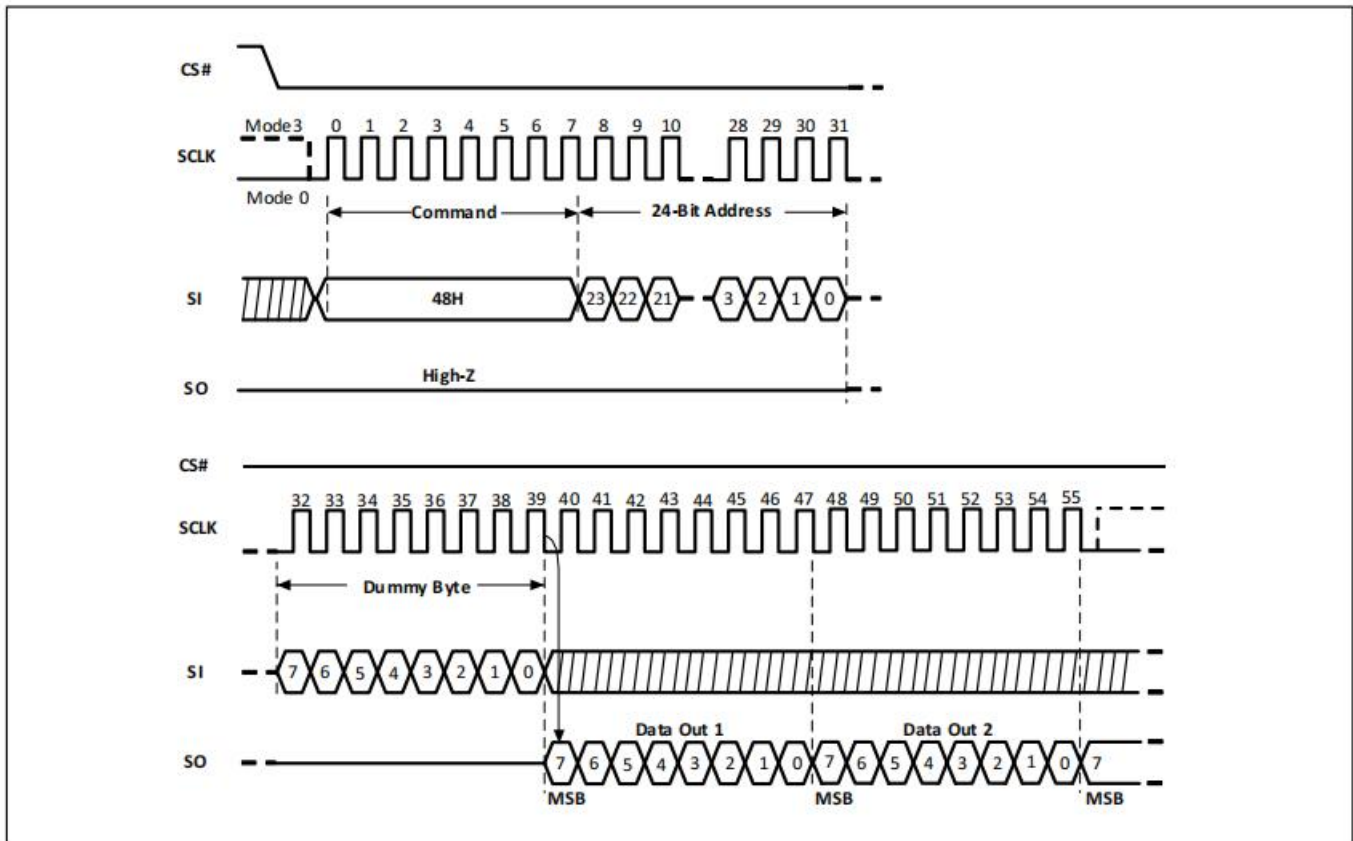 CS#
Mode3 0 1 2 3 4 5 6 7 8 9 10 28 29 30 31
SCLK
Mode 0
Command 24-Bit Address
SI 48H 23 22 21 3 2 1 0
High-Z
SO
CS#
32 33 34 35 36 37 38 39 40 41 42 43 44 45 46 47 48 49 50 51 52 53 54 55
SCLK
Dummy Byte
SI 7 6 5 4 3 2 1 0
Data Out 1 Data Out 2
SO 7 6 5 4 3 2 1 0 7 6 5 4 3 2 1 0 7
MSB MSB MSB